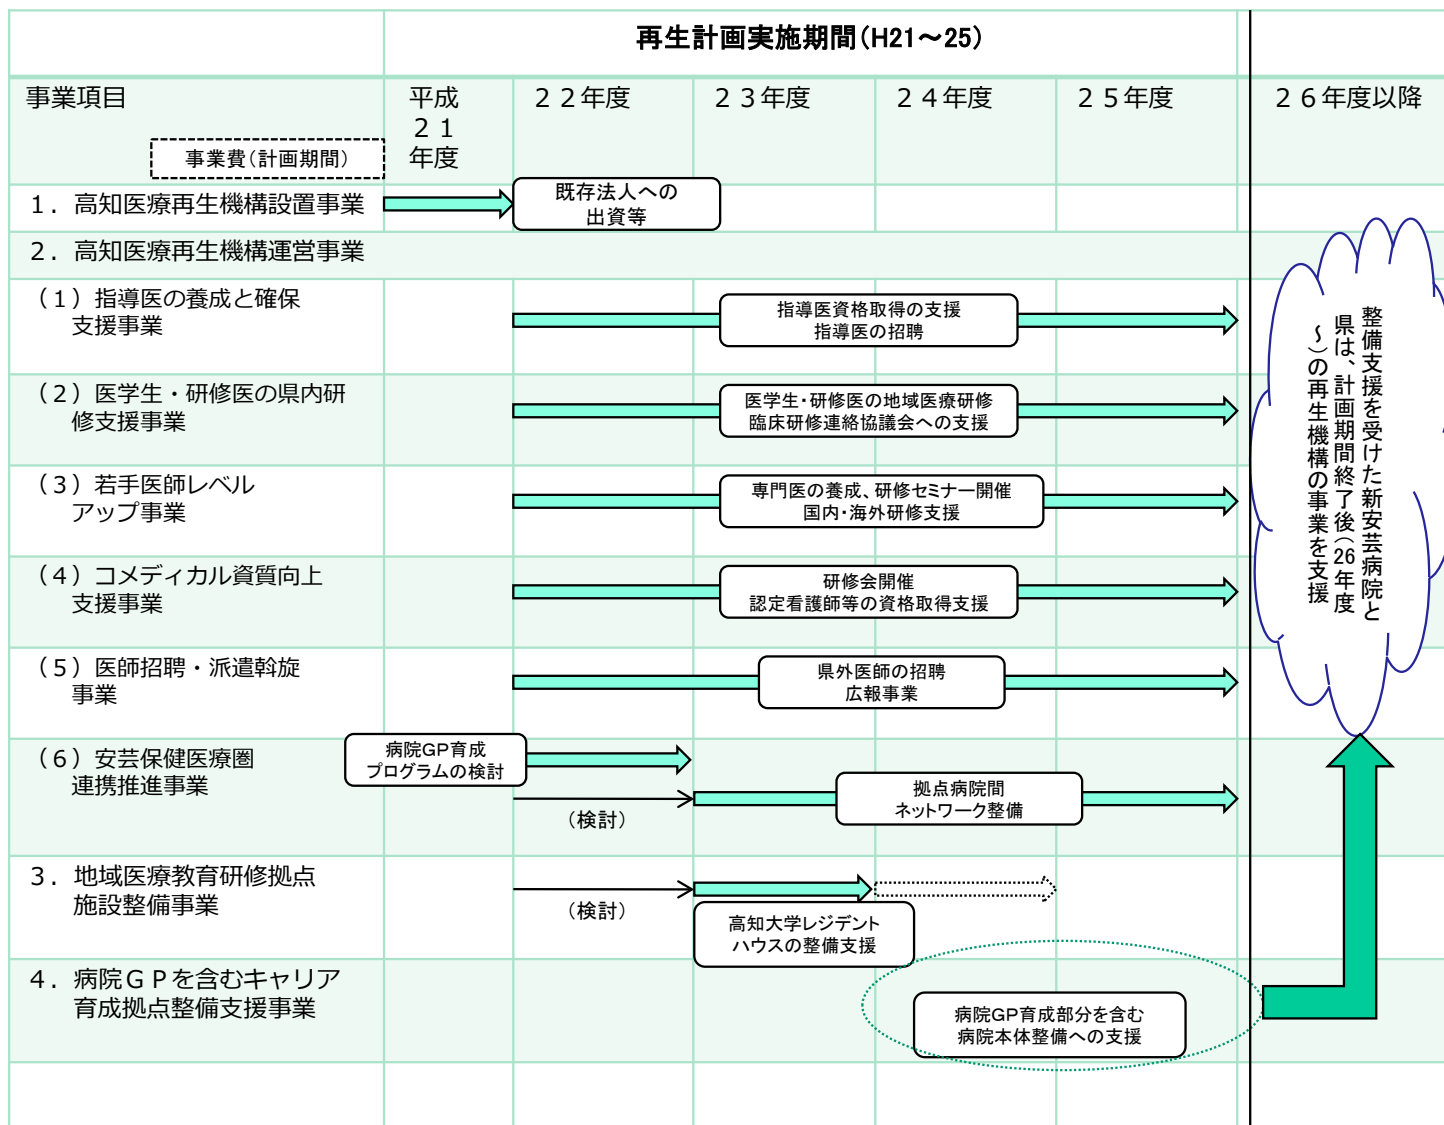 再生計画実施期間(H21～25)
事業項目
事業費(計画期間)
平成
２１
年度
２２年度
２３年度
２４年度
２５年度
２６年度以降
１．高知医療再生機構設置事業
既存法人への
出資等
２．高知医療再生機構運営事業
（１）指導医の養成と確保
支援事業
指導医資格取得の支援
指導医の招聘
（２）医学生・研修医の県内研
修支援事業
医学生･研修医の地域医療研修
臨床研修連絡協議会への支援
（３）若手医師レベル
アップ事業
専門医の養成、研修セミナー開催
国内･海外研修支援
（４）コメディカル資質向上
支援事業
研修会開催
認定看護師等の資格取得支援
（５）医師招聘・派遣斡旋
事業
県外医師の招聘
広報事業
（６）安芸保健医療圏
連携推進事業
病院GP育成
プログラムの検討
（検討）
拠点病院間
ネットワーク整備
３．地域医療教育研修拠点
施設整備事業
（検討）
高知大学レジデント
ハウスの整備支援
４．病院ＧＰを含むキャリア
育成拠点整備支援事業
病院GP育成部分を含む
病院本体整備への支援
整備支援を受けた新安芸病院と
県は、計画期間終了後（26年度
～）の再生機構の事業を支援